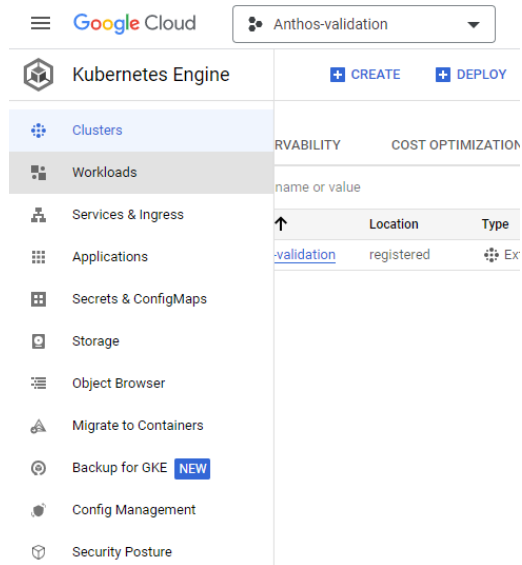 Google Cloud Anthos-validation
Kubernetes Engine CREATE DEPLOY
Clusters
RVABILITY COST OPTIMIZATION
Workloads
name or value
Services & Ingress
Location Type
Applications
-validation registered Ext
Secrets & ConfigMaps
Storage
Object Browser
Migrate to Containers
Backup for GKE NEW
Config Management
Security Posture